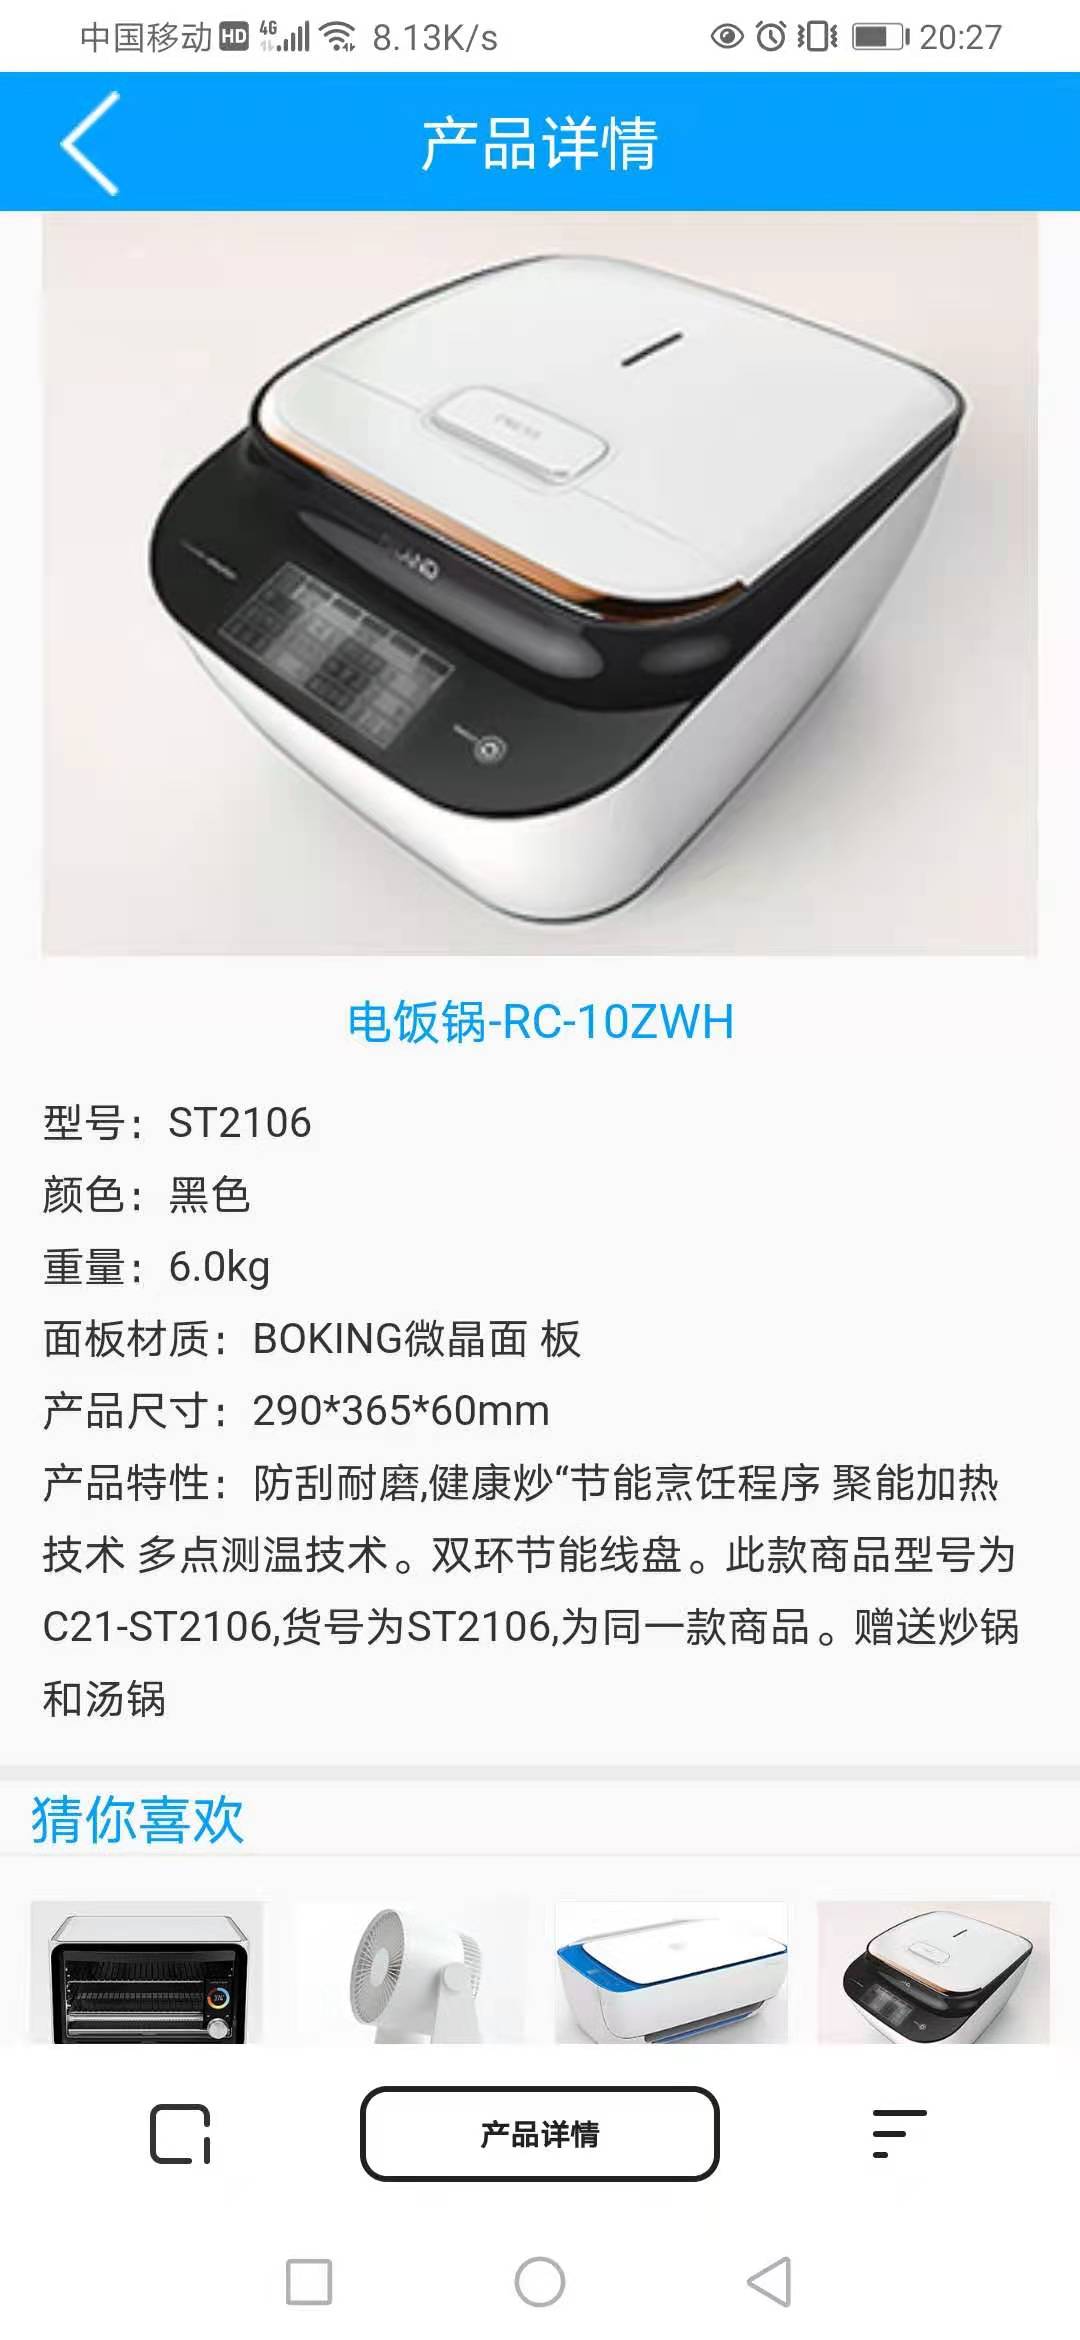 中国移动 HD 4G 8.13K/s 20:27
产品详情
电饭锅-RC-10ZWH
型号：ST2106
颜色：黑色
重量：6.0kg
面板材质：BOKING微晶面 板
产品尺寸：290*365*60mm
产品特性：防刮耐磨,健康炒“节能烹饪程序 聚能加热
技术 多点测温技术。双环节能线盘。此款商品型号为
C21-ST2106,货号为ST2106,为同一款商品。赠送炒锅
和汤锅
猜你喜欢
产品详情